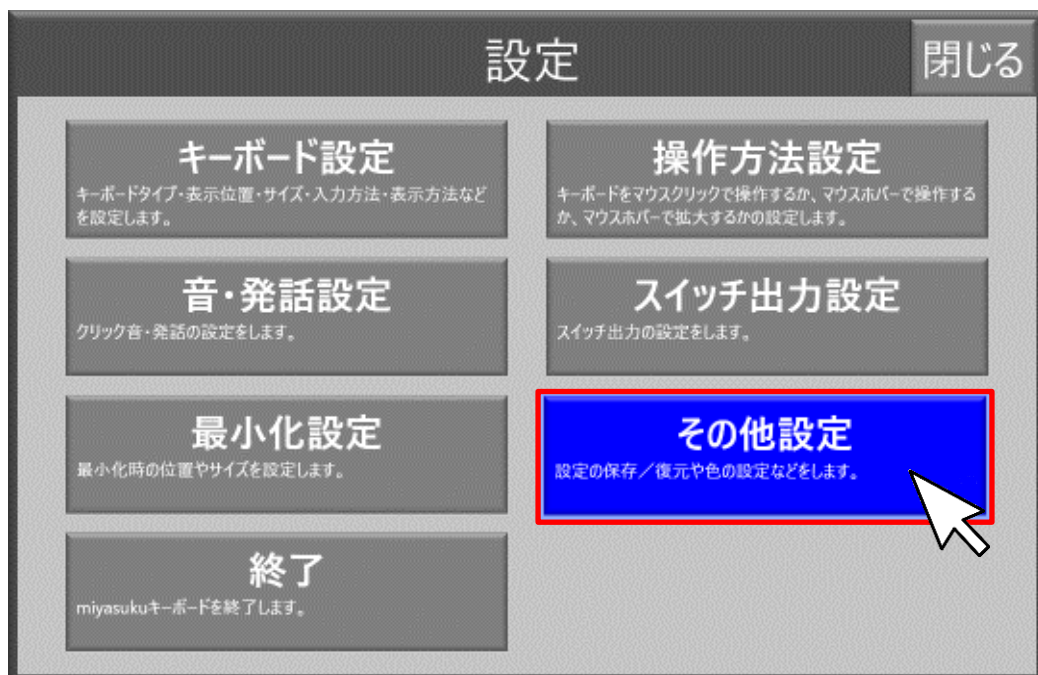 設定
閉じる
キーボード設定
キーボードタイプ・表示位置・サイズ・入力方法・表示方法など
を設定します。
操作方法設定
キーボードをマウスクリックで操作するか、マウスホバーで操作する
か、マウスホバーで拡大するかの設定します。
音・発話設定
クリック音・発話の設定をします。
スイッチ出力設定
スイッチ出力の設定をします。
最小化設定
最小化時の位置やサイズを設定します。
その他設定
設定の保存／復元や色の設定などをします。
終了
miyasukuキーボードを終了します。